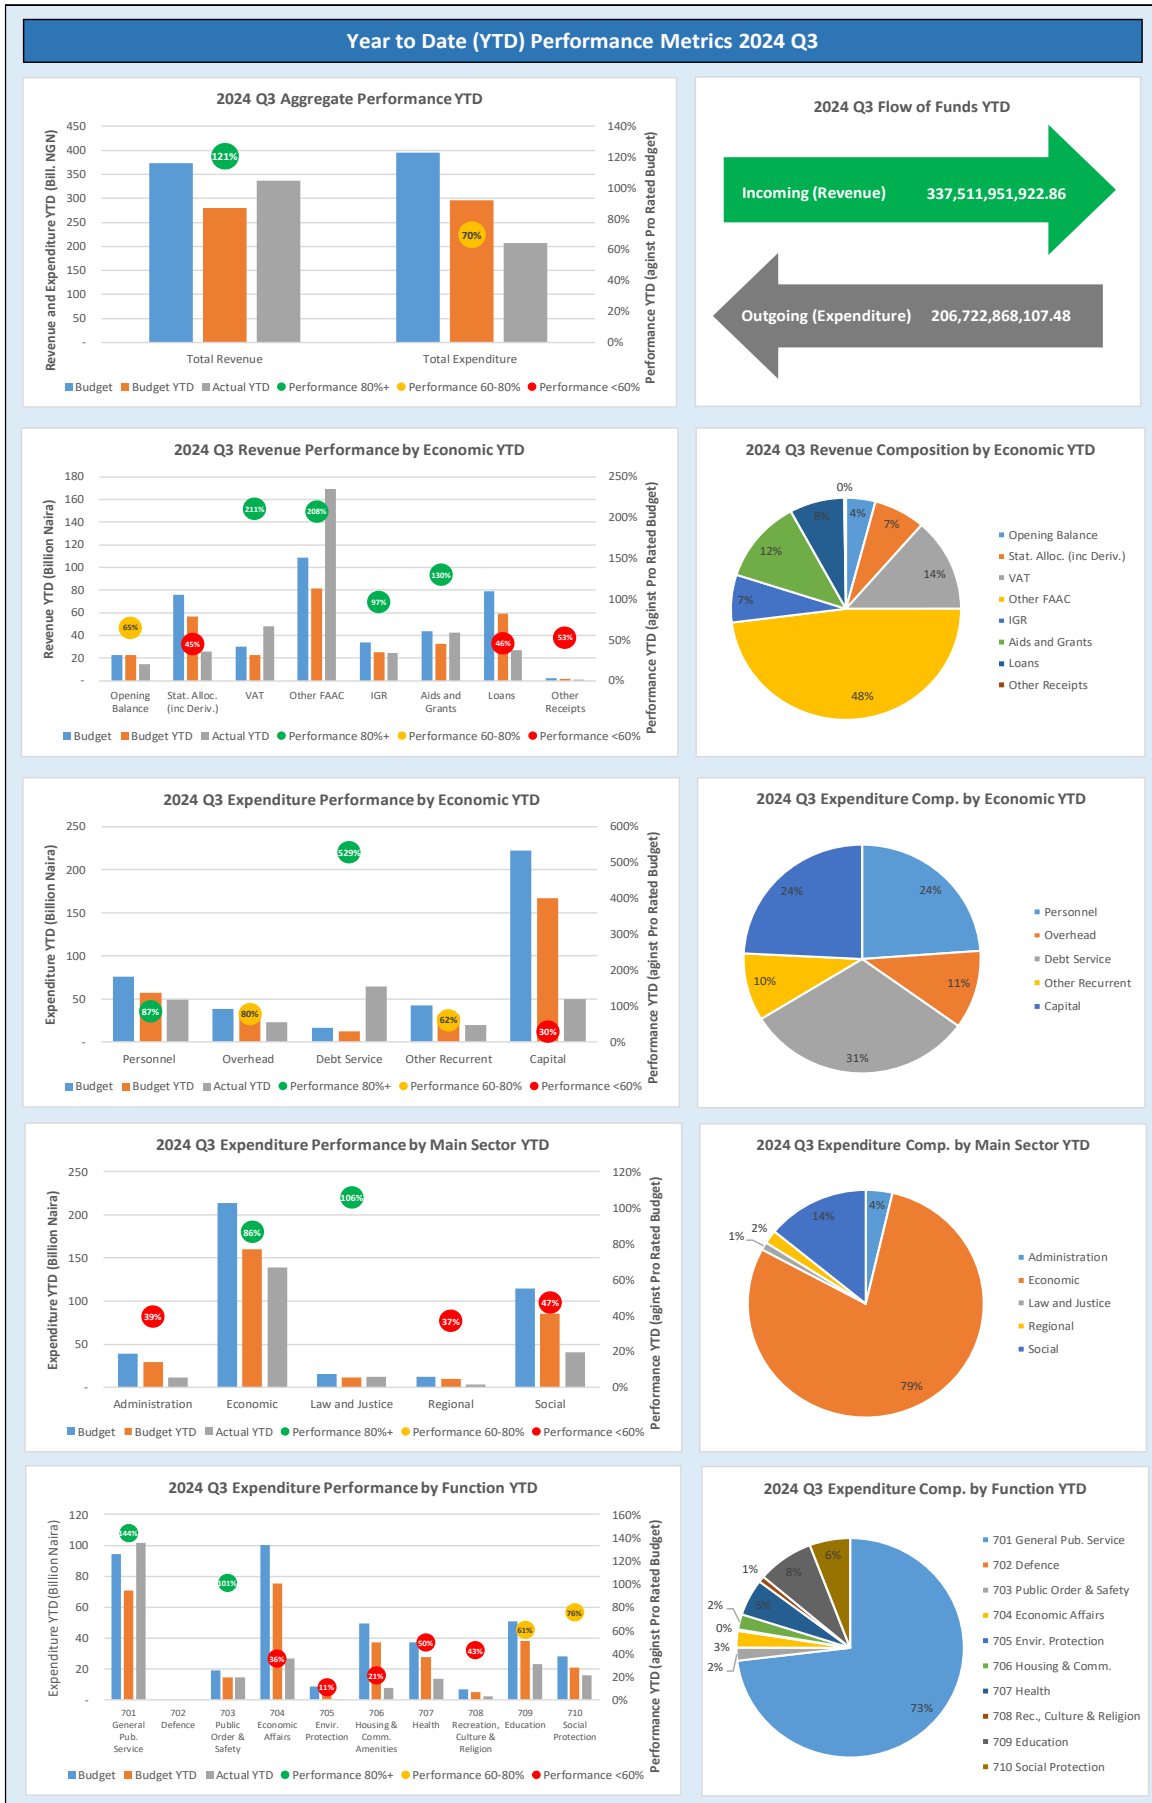 Year to Date (YTD) Performance Metrics 2024 Q3
2024 Q3 Aggregate Performance YTD
Revenue and Expenditure YTD (Bill. NGN)
450
400
350
300
250
200
150
100
50
-
140%
120%
100%
80%
60%
40%
20%
0%
Performance YTD (aginst Pro Rated Budget)
121%
70%
Total Revenue
Total Expenditure
Budget Budget YTD Actual YTD Performance 80%+ Performance 60-80% Performance <60%
2024 Q3 Flow of Funds YTD
Incoming (Revenue) 337,511,951,922.86
Outgoing (Expenditure) 206,722,868,107.48
2024 Q3 Revenue Performance by Economic YTD
Revenue YTD (Billion Naira)
180
160
140
120
100
80
60
40
20
-
250%
200%
150%
100%
50%
0%
Performance YTD (aginst Pro Rated Budget)
65%
45%
211%
208%
97%
130%
46%
53%
Opening Balance
Stat. Alloc. (inc Deriv.)
VAT
Other FAAC
IGR
Aids and Grants
Loans
Other Receipts
Budget Budget YTD Actual YTD Performance 80%+ Performance 60-80% Performance <60%
2024 Q3 Revenue Composition by Economic YTD
0%
4%
7%
14%
48%
7%
12%
8%
Opening Balance
Stat. Alloc. (inc Deriv.)
VAT
Other FAAC
IGR
Aids and Grants
Loans
Other Receipts
2024 Q3 Expenditure Performance by Economic YTD
Expenditure YTD (Billion Naira)
250
200
150
100
50
-
600%
500%
400%
300%
200%
100%
0%
Performance YTD (aginst Pro Rated Budget)
87%
80%
529%
62%
30%
Personnel
Overhead
Debt Service
Other Recurrent
Capital
Budget Budget YTD Actual YTD Performance 80%+ Performance 60-80% Performance <60%
2024 Q3 Expenditure Comp. by Economic YTD
24%
11%
31%
10%
24%
Personnel
Overhead
Debt Service
Other Recurrent
Capital
2024 Q3 Expenditure Performance by Main Sector YTD
Expenditure YTD (Billion Naira)
250
200
150
100
50
-
120%
100%
80%
60%
40%
20%
0%
Performance YTD (aginst Pro Rated Budget)
39%
86%
106%
37%
47%
Administration
Economic
Law and Justice
Regional
Social
Budget Budget YTD Actual YTD Performance 80%+ Performance 60-80% Performance <60%
2024 Q3 Expenditure Comp. by Main Sector YTD
4%
79%
1%
2%
14%
Administration
Economic
Law and Justice
Regional
Social
2024 Q3 Expenditure Performance by Function YTD
Expenditure YTD (Billion Naira)
120
100
80
60
40
20
-
160%
140%
120%
100%
80%
60%
40%
20%
0%
Performance YTD (aginst Pro Rated Budget)
144%
101%
36%
11%
21%
50%
43%
61%
76%
701 General Pub. Service
702 Defence
703 Public Order & Safety
704 Economic Affairs
705 Envir. Protection
706 Housing & Comm. Amenities
707 Health
708 Recreation, Culture & Religion
709 Education
710 Social Protection
Budget Budget YTD Actual YTD Performance 80%+ Performance 60-80% Performance <60%
2024 Q3 Expenditure Comp. by Function YTD
73%
2%
3%
0%
2%
5%
1%
8%
6%
701 General Pub. Service
702 Defence
703 Public Order & Safety
704 Economic Affairs
705 Envir. Protection
706 Housing & Comm.
707 Health
708 Rec., Culture & Religion
709 Education
710 Social Protection